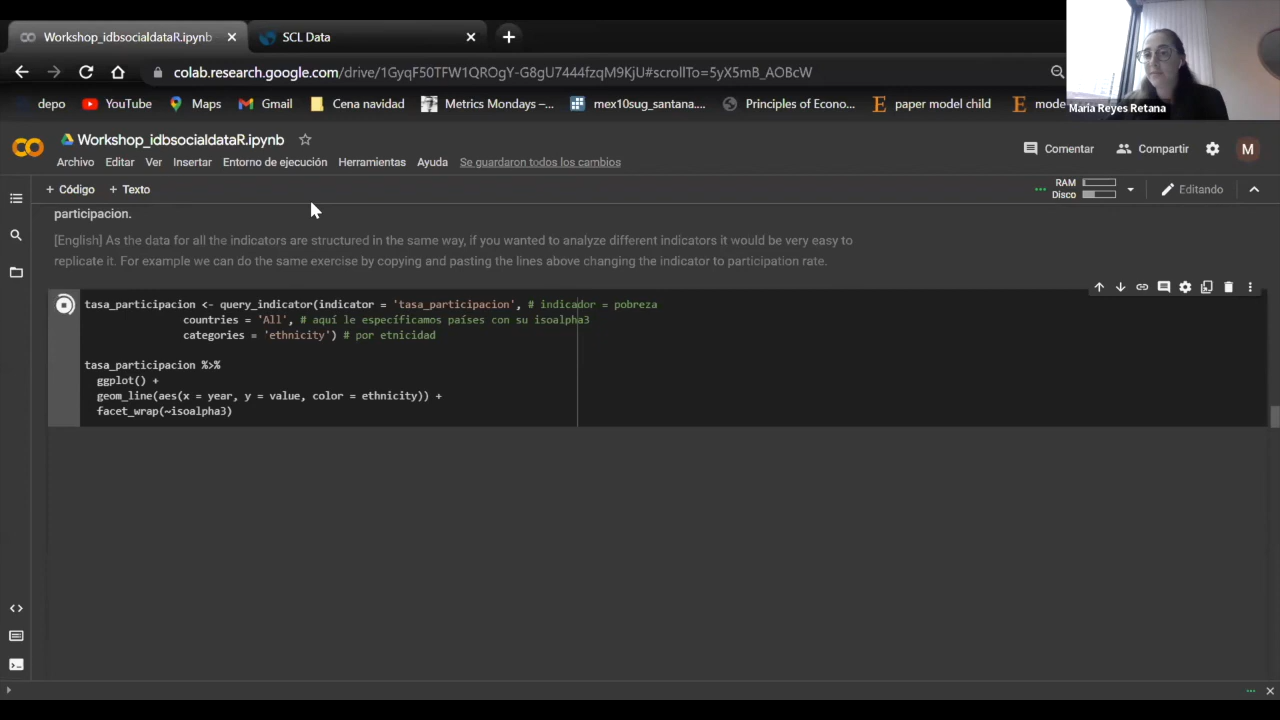 Workshop_idbsocialdataR.ipynb
SCL Data
colab.research.google.com/drive/1GyqF50TFW1QROgY-G8gU7444fzqM9KjU#scrollTo=5yX5mB_AOBcW
depo YouTube Maps Gmail Cena navidad Metrics Mondays –... mex10sug_santana.... Principles of Econo... paper model child
María Reyes Retana
Workshop_idbsocialdataR.ipynb
Comentar Compartir M
Archivo Editar Ver Insertar Entorno de ejecución Herramientas Ayuda Se guardaron todos los cambios
+ Código + Texto
RAM
Disco
Editando
participacion.
[English] As the data for all the indicators are structured in the same way, if you wanted to analyze different indicators it would be very easy to
replicate it. For example we can do the same exercise by copying and pasting the lines above changing the indicator to participation rate.
tasa_participacion <- query_indicator(indicator = 'tasa_participacion', # indicador = pobreza
countries = 'All', # aquí le específicamos países con su isoalpha3
categories = 'ethnicity') # por etnicidad
tasa_participacion %>%
ggplot() +
geom_line(aes(x = year, y = value, color = ethnicity)) +
facet_wrap(~isoalpha3)